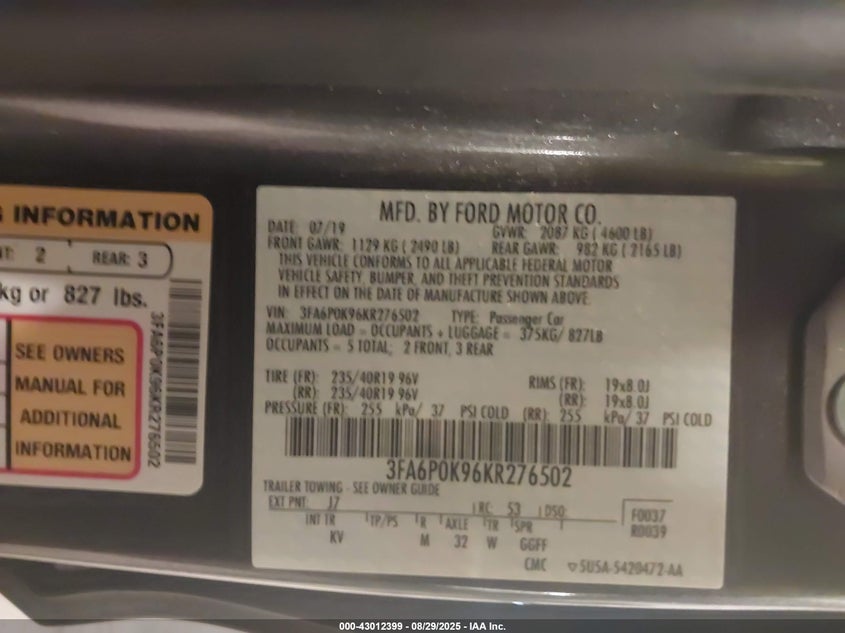 G INFORMATION
NT: 2 REAR: 3
kg or 827 lbs.
SEE OWNERS
MANUAL FOR
ADDITIONAL
INFORMATION
3FA6P0K96KR276502
MFD. BY FORD MOTOR CO.
DATE: 07/19 GVWR: 2087 KG ( 4600 LB)
FRONT GAWR: 1129 KG ( 2490 LB) REAR GAWR: 982 KG ( 2165 LB)
THIS VEHICLE CONFORMS TO ALL APPLICABLE FEDERAL MOTOR
VEHICLE SAFETY, BUMPER, AND THEFT PREVENTION STANDARDS
IN EFFECT ON THE DATE OF MANUFACTURE SHOWN ABOVE.
VIN: 3FA6P0K96KR276502 TYPE: Passenger Car
MAXIMUM LOAD = OCCUPANTS + LUGGAGE = 375KG/ 827LB
OCCUPANTS = 5 TOTAL; 2 FRONT, 3 REAR
TIRE (FR): 235/40R19 96V RIMS (FR): 19x8.0J
(RR): 235/40R19 96V (RR): 19x8.0J
PRESSURE (FR): 255 kPa/ 37 PSI COLD (RR): 255 kPa/ 37 PSI COLD
3FA6P0K96KR276502
TRAILER TOWING - SEE OWNER GUIDE
EXT PNT: J7 RC: 53 DSO: F0037
INT TR TP/PS R AXLE TR SPR R0039
KV M 32 W GGFF
CMC ▽5U5A-5420472-AA
000-43012399 - 08/29/2025 - IAA Inc.